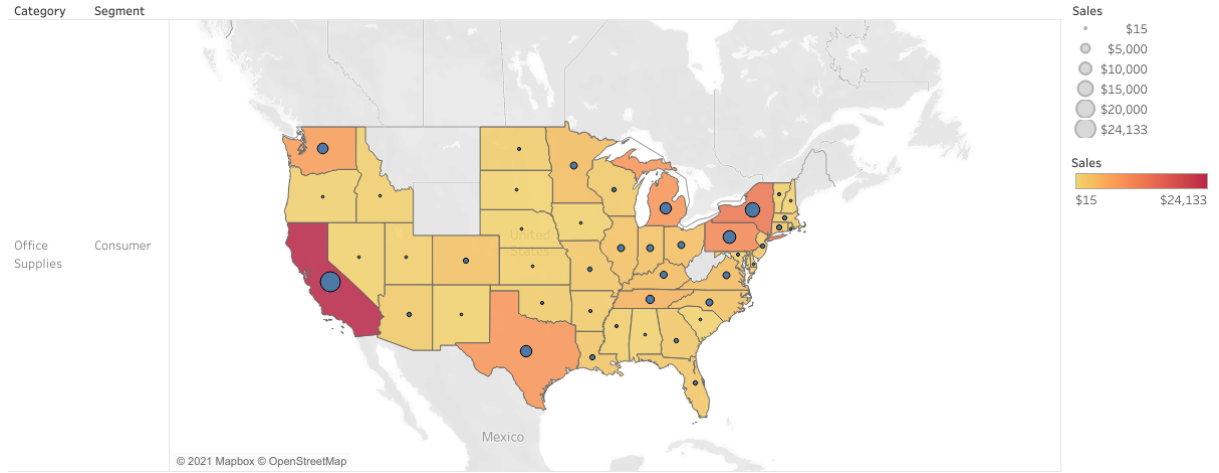 Category Segment
Office
Supplies
Consumer
United
States
Mexico
© 2021 Mapbox © OpenStreetMap
Sales
$15
$5,000
$10,000
$15,000
$20,000
$24,133
Sales
$15 $24,133